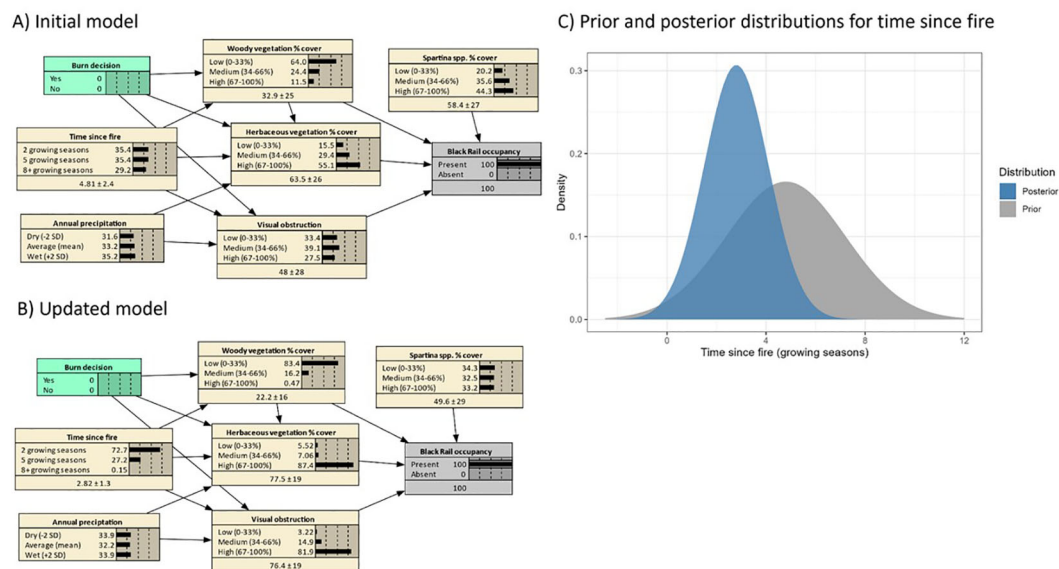 A) Initial model
Burn decision
Yes 0
No 0
Time since fire
2 growing seasons 35.4
5 growing seasons 35.4
8+ growing seasons 29.2
4.81 ± 2.4
Annual precipitation
Dry (-2 SD) 31.6
Average (mean) 33.2
Wet (+2 SD) 35.2
Woody vegetation % cover
Low (0-33%) 64.0
Medium (34-66%) 24.4
High (67-100%) 11.5
32.9 ± 25
Herbaceous vegetation % cover
Low (0-33%) 15.5
Medium (34-66%) 29.4
High (67-100%) 55.1
63.5 ± 26
Visual obstruction
Low (0-33%) 33.4
Medium (34-66%) 39.1
High (67-100%) 27.5
48 ± 28
Spartina spp. % cover
Low (0-33%) 20.2
Medium (34-66%) 35.6
High (67-100%) 44.3
58.4 ± 27
Black Rail occupancy
Present 100
Absent 0
100
B) Updated model
Burn decision
Yes 0
No 0
Time since fire
2 growing seasons 72.7
5 growing seasons 27.2
8+ growing seasons 0.15
2.82 ± 1.3
Annual precipitation
Dry (-2 SD) 33.9
Average (mean) 32.2
Wet (+2 SD) 33.9
Woody vegetation % cover
Low (0-33%) 83.4
Medium (34-66%) 16.2
High (67-100%) 0.47
22.2 ± 16
Herbaceous vegetation % cover
Low (0-33%) 5.52
Medium (34-66%) 7.06
High (67-100%) 87.4
77.5 ± 19
Visual obstruction
Low (0-33%) 3.22
Medium (34-66%) 14.9
High (67-100%) 81.9
76.4 ± 19
Spartina spp. % cover
Low (0-33%) 34.3
Medium (34-66%) 32.5
High (67-100%) 33.2
49.6 ± 29
Black Rail occupancy
Present 100
Absent 0
100
C) Prior and posterior distributions for time since fire
0.3
0.2
0.1
0.0
Density
0 4 8 12
Time since fire (growing seasons)
Distribution
Posterior
Prior